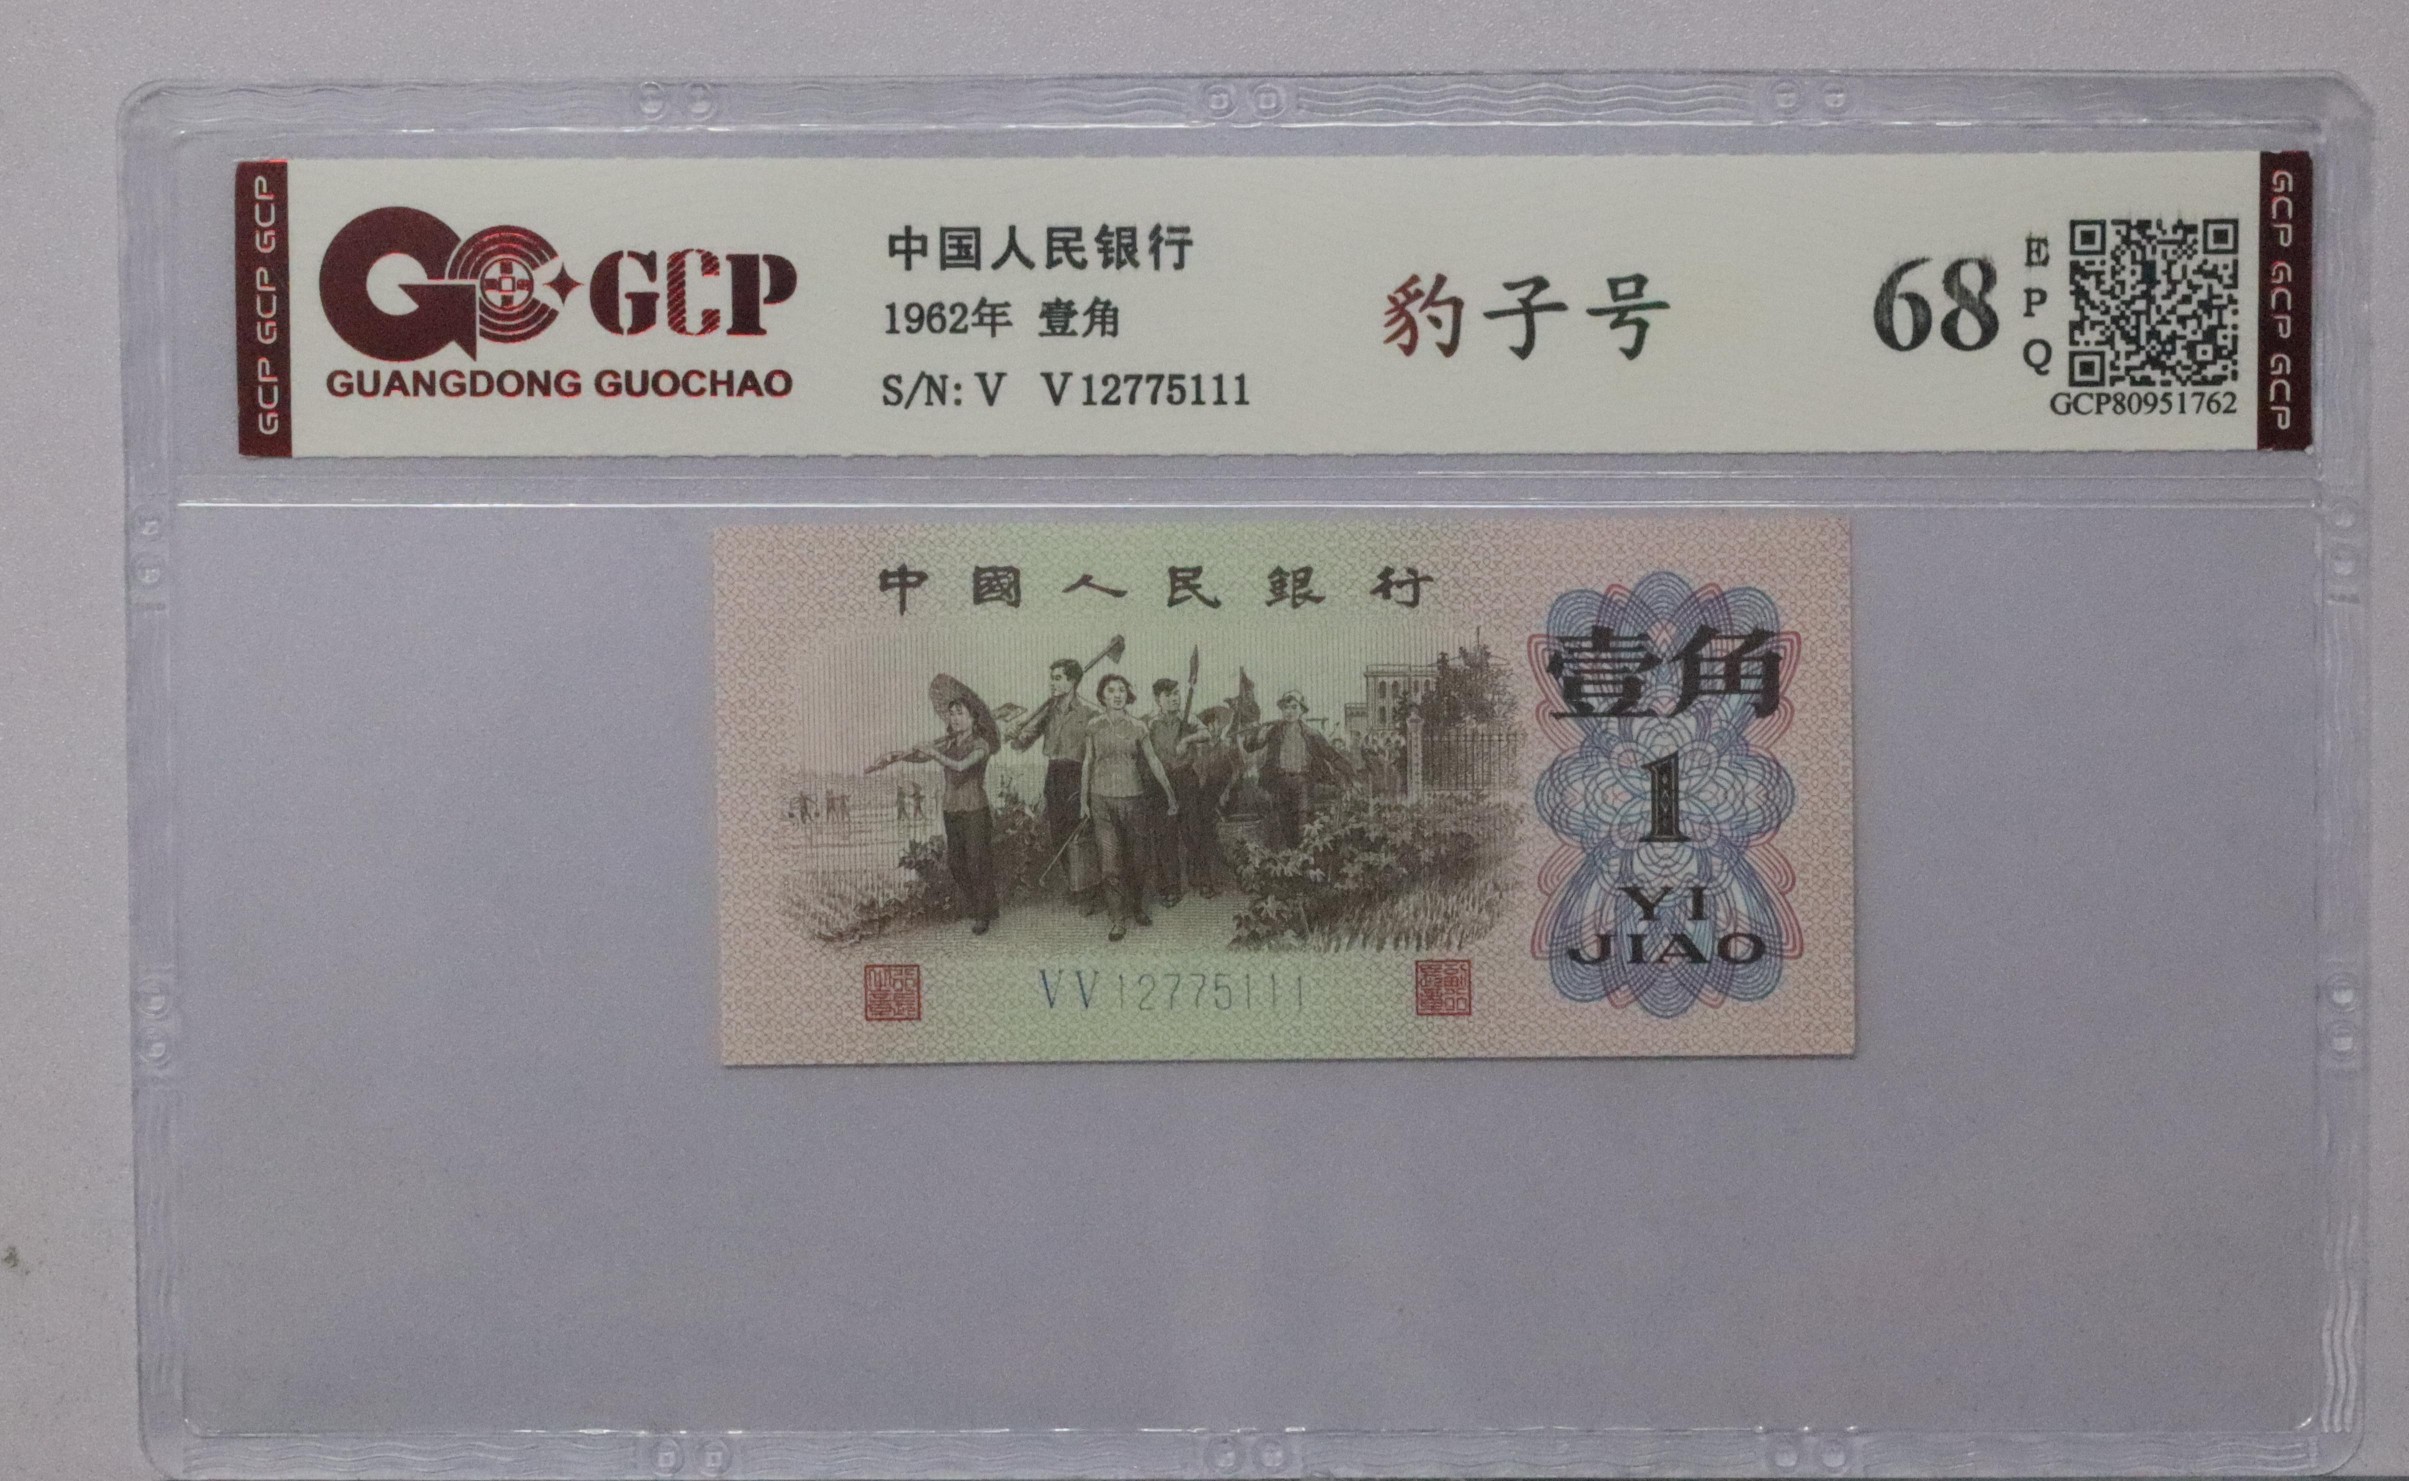 GCP GCP GCP
GCP
GUANGDONG GUOCHAO
中国人民银行
1962年 壹角
S/N: V V 12775111
豹子号
68
E
P
Q
GCP80951762
GCP GCP GCP
中國人民銀行
壹角
1
YI
JIAO
VV12775111